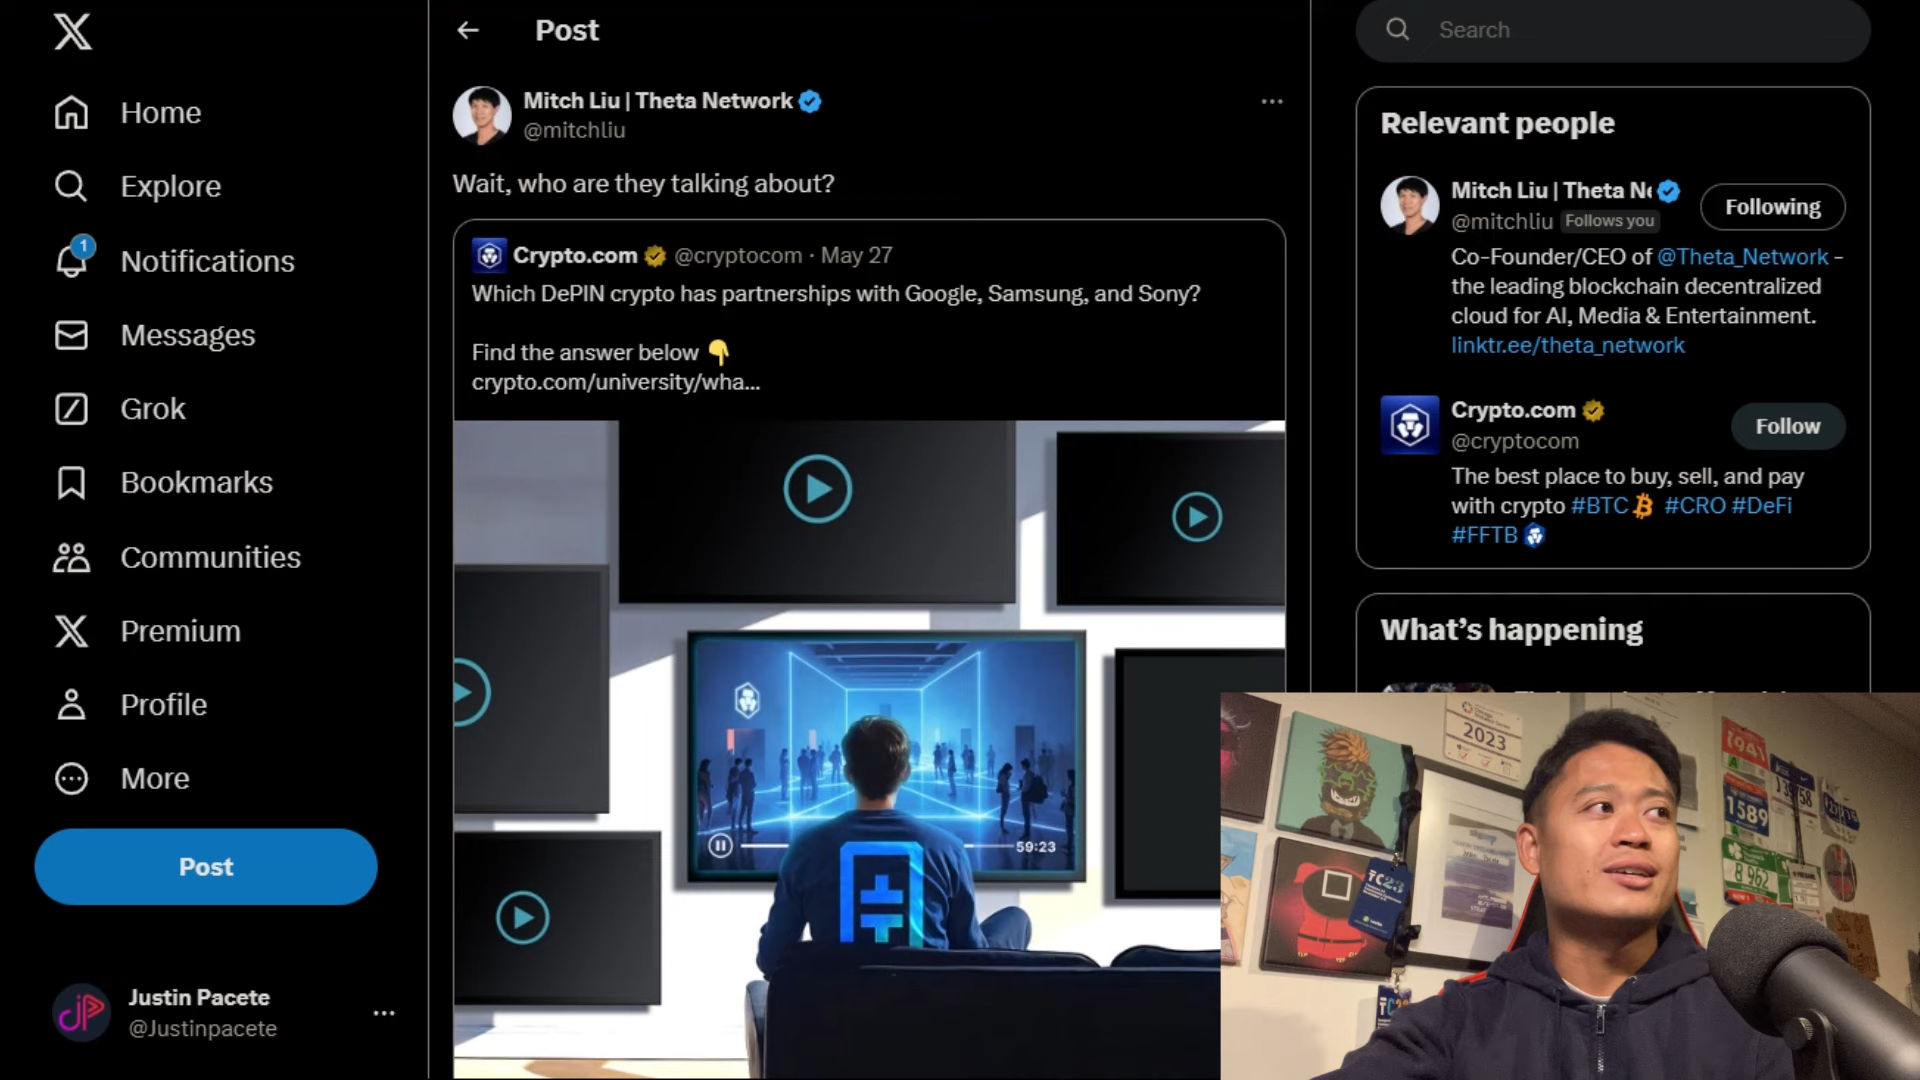 Home
Explore
1
Notifications
Messages
Grok
Bookmarks
Communities
Premium
Profile
More
Post
Justin Pacete
@Justinpacete
Post
Mitch Liu | Theta Network
@mitchliu
Wait, who are they talking about?
Crypto.com @cryptocom · May 27
Which DePIN crypto has partnerships with Google, Samsung, and Sony?
Find the answer below
crypto.com/university/wha...
59:23
Search
Relevant people
Mitch Liu | Theta Ne
Following
@mitchliu Follows you
Co-Founder/CEO of @Theta_Network -
the leading blockchain decentralized
cloud for AI, Media & Entertainment.
linktr.ee/theta_network
Crypto.com
Follow
@cryptocom
The best place to buy, sell, and pay
with crypto #BTC #CRO #DeFi
#FFTB
What's happening
2023
1589
8 962
TC23